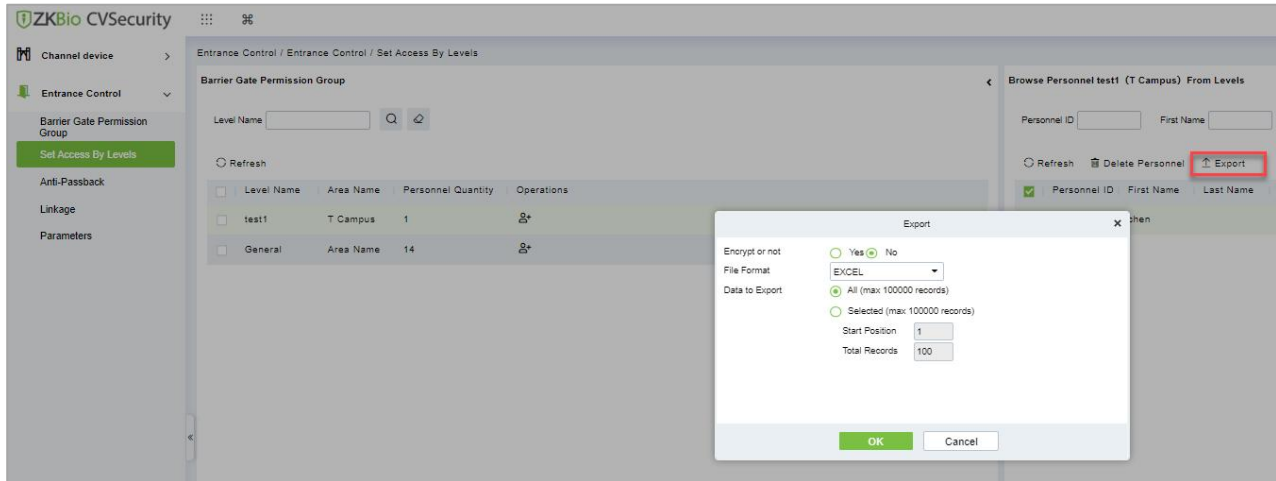 ZKBio CVSecurity
Channel device
Entrance Control
Barrier Gate Permission
Group
Set Access By Levels
Anti-Passback
Linkage
Parameters
Entrance Control / Entrance Control / Set Access By Levels
Barrier Gate Permission Group
Level Name
Refresh
Level Name Area Name Personnel Quantity Operations
test1 T Campus 1
General Area Name 14
Browse Personnel test1 (T Campus) From Levels
Personnel ID First Name
Refresh Delete Personnel Export
Personnel ID First Name Last Name
chen
Export
Encrypt or not Yes No
File Format EXCEL
Data to Export All (max 100000 records)
Selected (max 100000 records)
Start Position 1
Total Records 100
OK Cancel